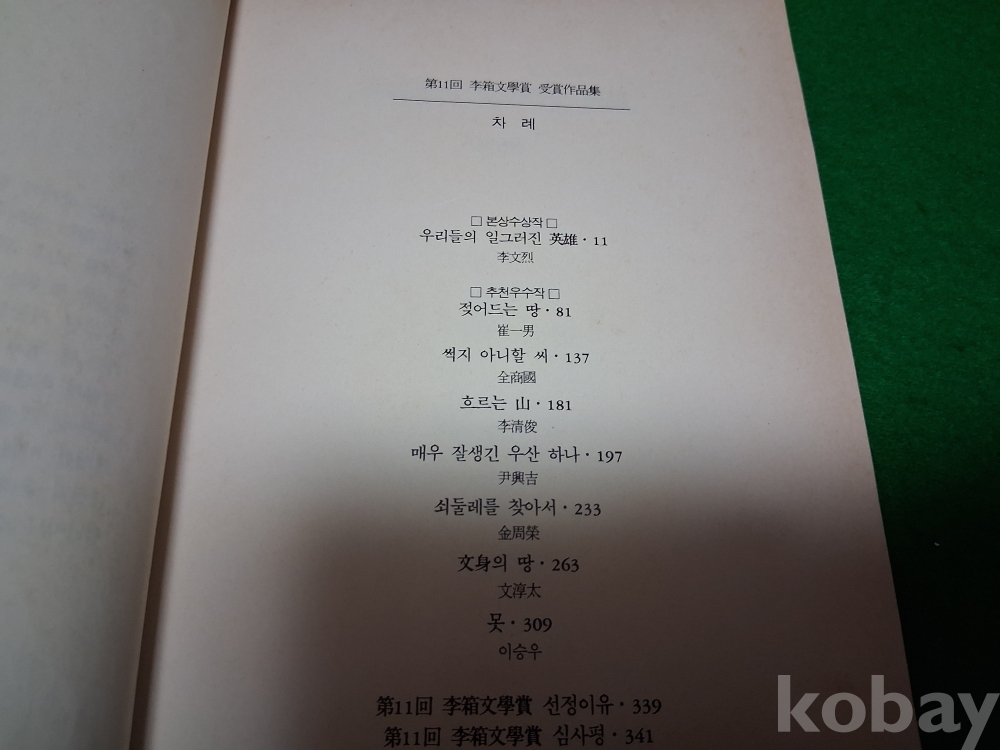 第11回 李箱文學賞 受賞作品集
차 례
□ 본상수상작 □
우리들의 일그러진 英雄 · 11
李文烈
□ 추천우수작 □
젖어드는 땅 · 81
崔一男
썩지 아니할 씨 · 137
全商國
흐르는 山 · 181
李淸俊
매우 잘생긴 우산 하나 · 197
尹興吉
쇠둘레를 찾아서 · 233
金周榮
文身의 땅 · 263
文淳太
못 · 309
이승우
第11回 李箱文學賞 선정이유 · 339
第11回 李箱文學賞 심사평 · 341
kobay